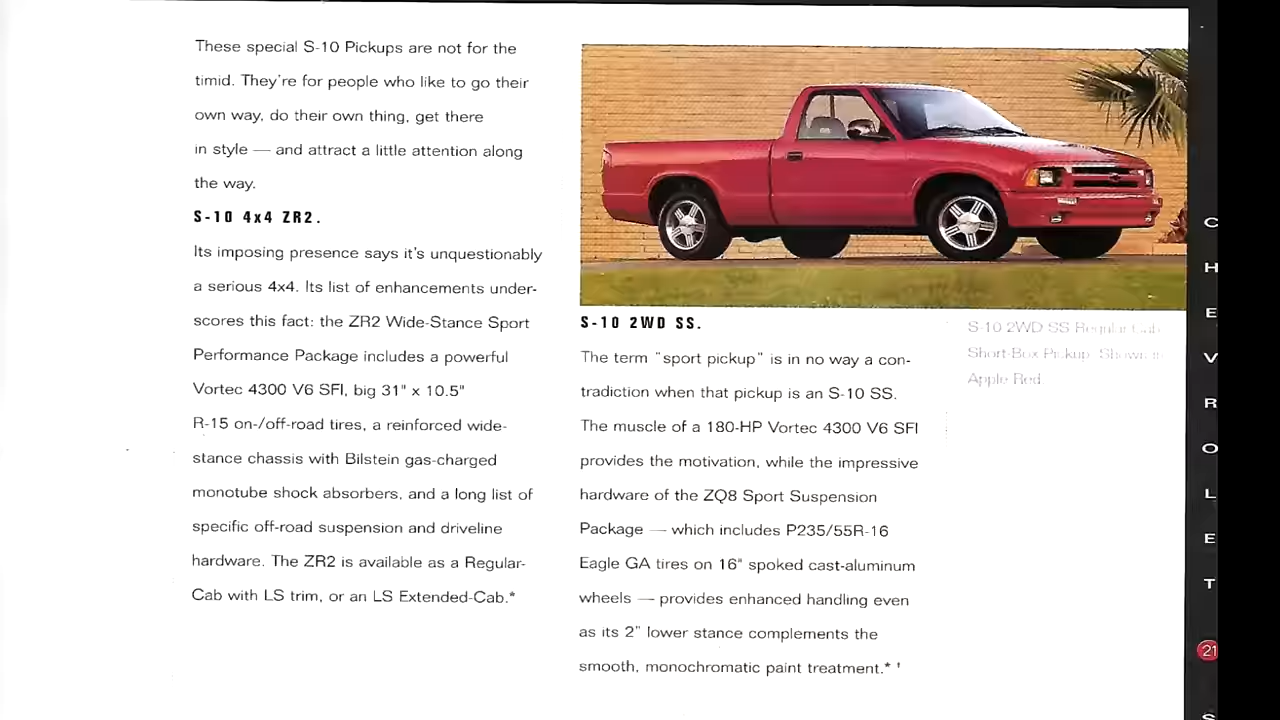 These special S-10 Pickups are not for the
timid. They're for people who like to go their
own way, do their own thing, get there
in style — and attract a little attention along
the way.
S-10 4x4 ZR2.
Its imposing presence says it's unquestionably
a serious 4x4. Its list of enhancements under-
scores this fact: the ZR2 Wide-Stance Sport
Performance Package includes a powerful
Vortec 4300 V6 SFI, big 31" x 10.5"
R-15 on-/off-road tires, a reinforced wide-
stance chassis with Bilstein gas-charged
monotube shock absorbers, and a long list of
specific off-road suspension and driveline
hardware. The ZR2 is available as a Regular-
Cab with LS trim, or an LS Extended-Cab.*
S-10 2WD SS.
The term "sport pickup" is in no way a con-
tradiction when that pickup is an S-10 SS.
The muscle of a 180-HP Vortec 4300 V6 SFI
provides the motivation, while the impressive
hardware of the ZQ8 Sport Suspension
Package — which includes P235/55R-16
Eagle GA tires on 16" spoked cast-aluminum
wheels — provides enhanced handling even
as its 2" lower stance complements the
smooth, monochromatic paint treatment.* †
S-10 2WD SS Regular-Cab
Short-Box Pickup. Shown in
Apple Red.
CHEVROLET
21
S